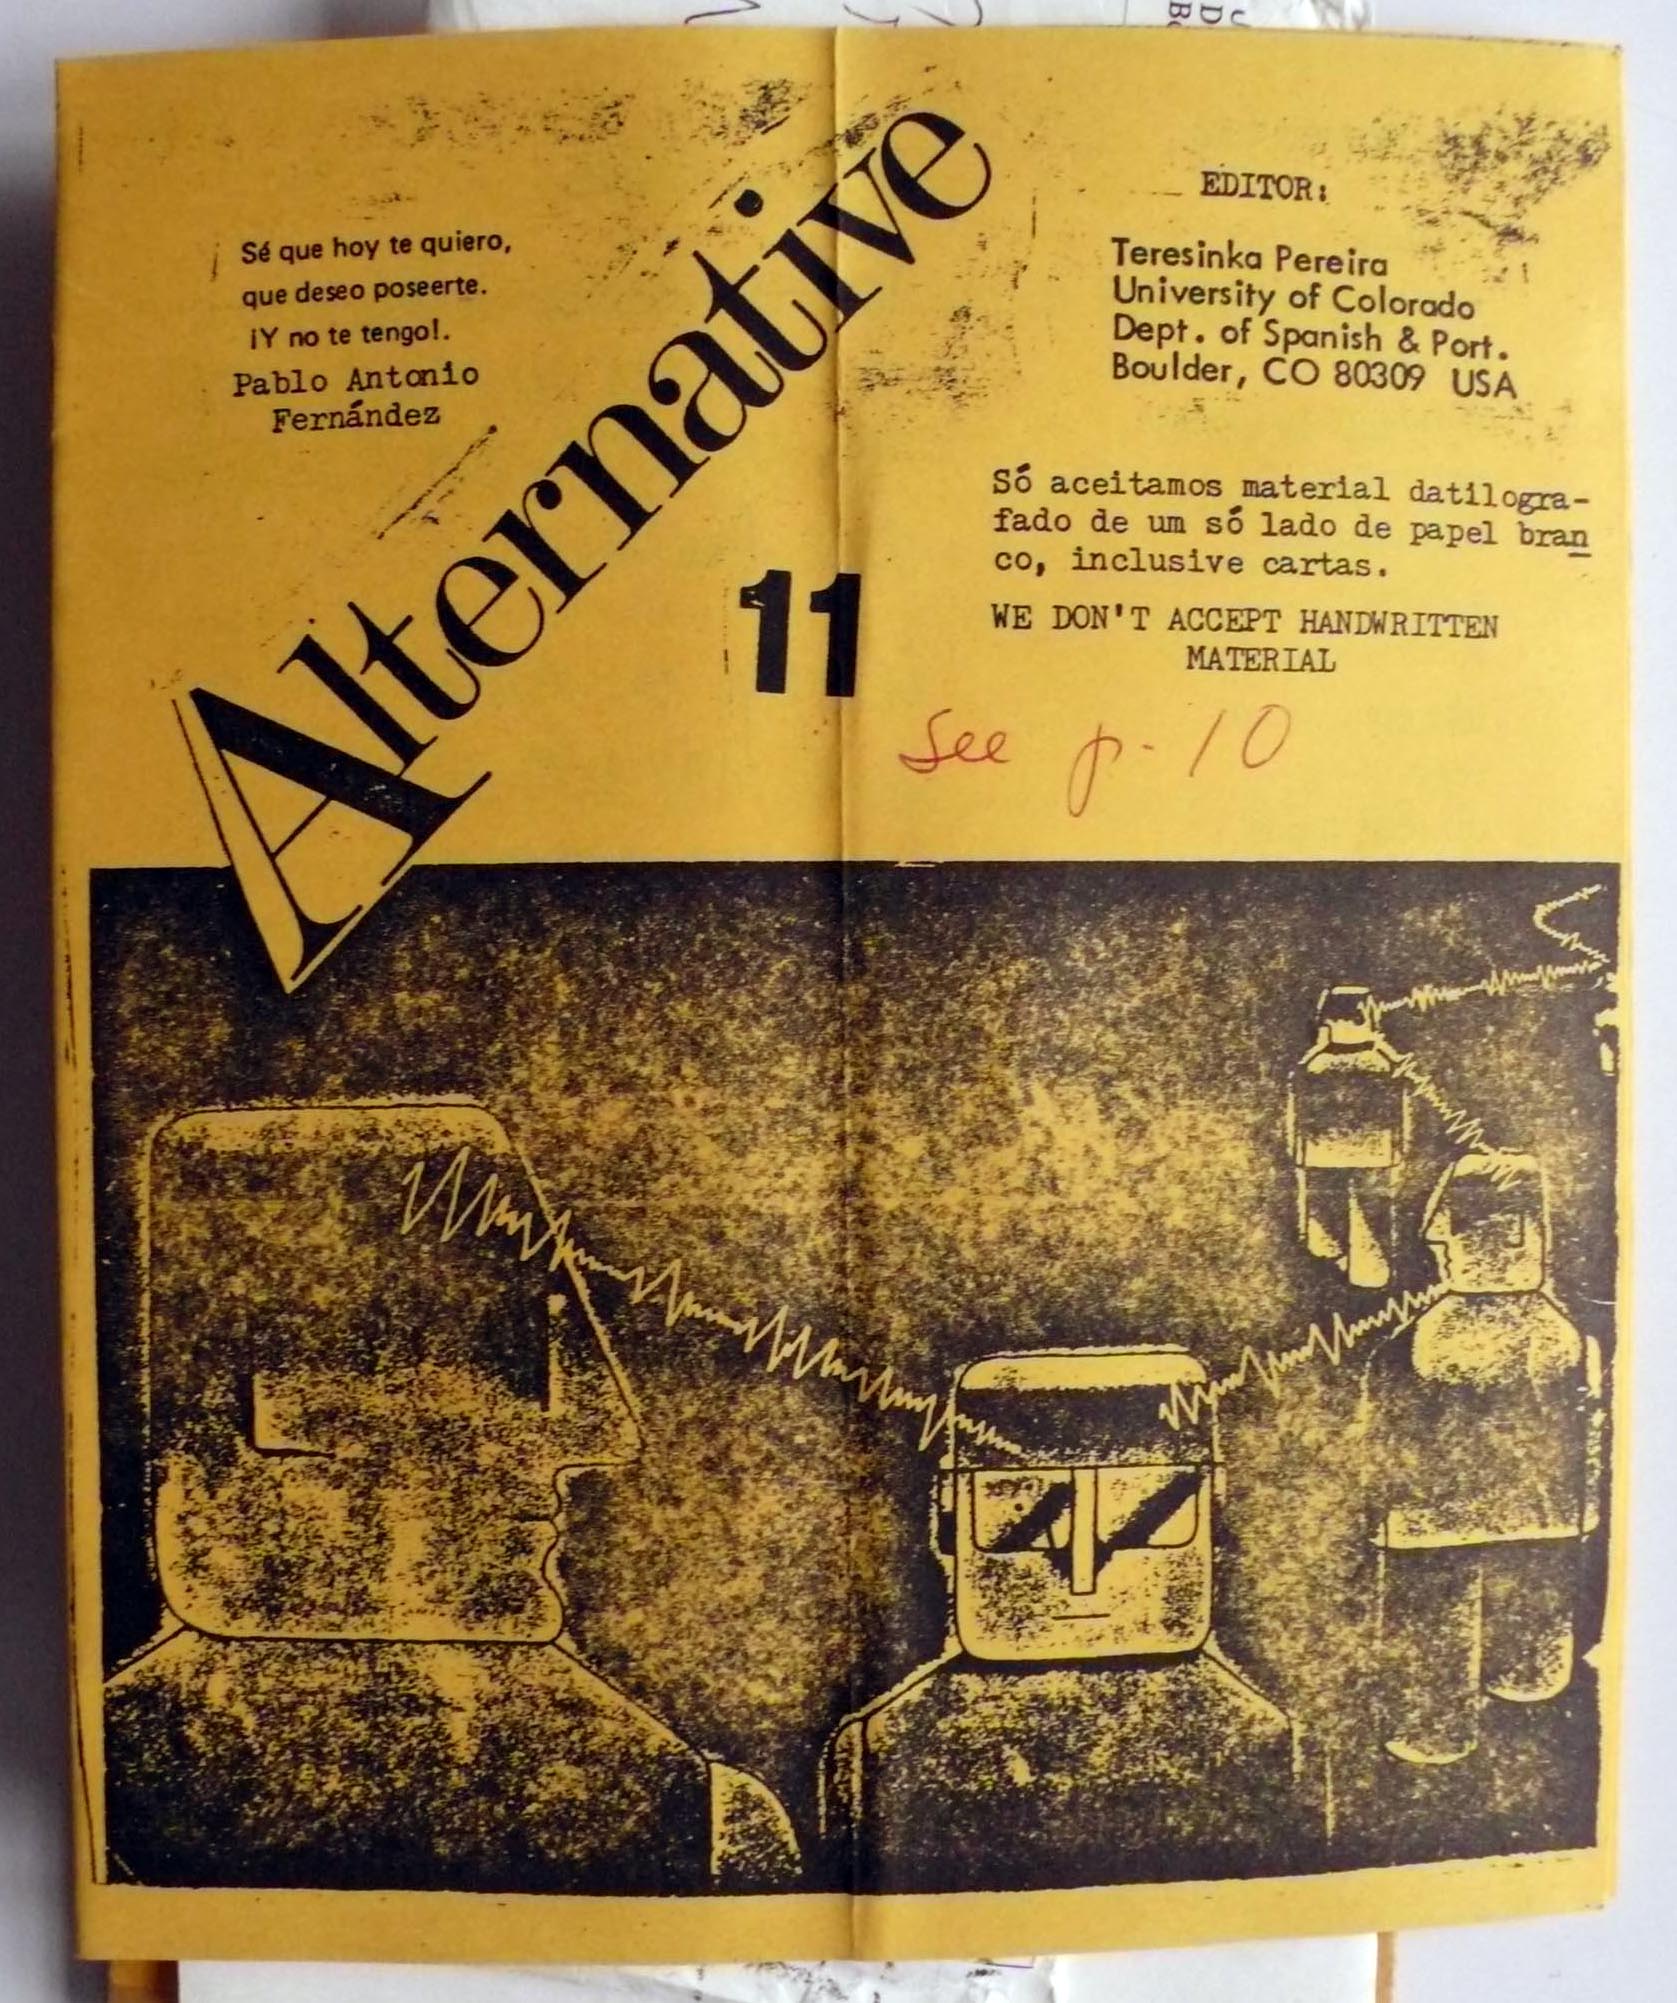 Sé que hoy te quiero,
que deseo poseerte.
¡Y no te tengo!.
Pablo Antonio
Fernández
Alternative
11
EDITOR:
Teresinka Pereira
University of Colorado
Dept. of Spanish & Port.
Boulder, CO 80309 USA
Só aceitamos material datilogra-
fado de um só lado de papel bran
co, inclusive cartas.
WE DON'T ACCEPT HANDWRITTEN
MATERIAL
See p. 10